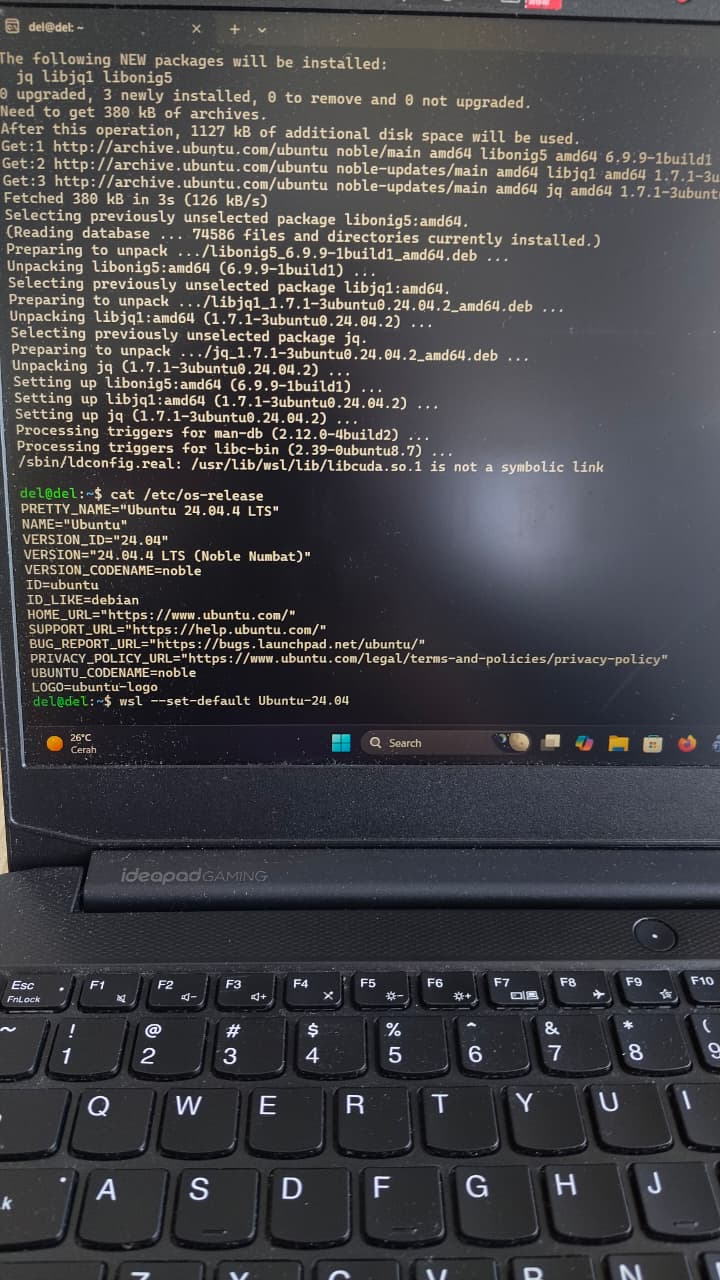 del@del: ~
The following NEW packages will be installed:
jq libjq1 libonig5
0 upgraded, 3 newly installed, 0 to remove and 0 not upgraded.
Need to get 380 kB of archives.
After this operation, 1127 kB of additional disk space will be used.
Get:1 http://archive.ubuntu.com/ubuntu noble/main amd64 libonig5 amd64 6.9.9-1build1
Get:2 http://archive.ubuntu.com/ubuntu noble-updates/main amd64 libjq1 amd64 1.7.1-3u
Get:3 http://archive.ubuntu.com/ubuntu noble-updates/main amd64 jq amd64 1.7.1-3ubunt
Fetched 380 kB in 3s (126 kB/s)
Selecting previously unselected package libonig5:amd64.
(Reading database ... 74586 files and directories currently installed.)
Preparing to unpack .../libonig5_6.9.9-1build1_amd64.deb ...
Unpacking libonig5:amd64 (6.9.9-1build1) ...
Selecting previously unselected package libjq1:amd64.
Preparing to unpack .../libjq1_1.7.1-3ubuntu0.24.04.2_amd64.deb ...
Unpacking libjq1:amd64 (1.7.1-3ubuntu0.24.04.2) ...
Selecting previously unselected package jq.
Preparing to unpack .../jq_1.7.1-3ubuntu0.24.04.2_amd64.deb ...
Unpacking jq (1.7.1-3ubuntu0.24.04.2) ...
Setting up libonig5:amd64 (6.9.9-1build1) ...
Setting up libjq1:amd64 (1.7.1-3ubuntu0.24.04.2) ...
Setting up jq (1.7.1-3ubuntu0.24.04.2) ...
Processing triggers for man-db (2.12.0-4build2) ...
Processing triggers for libc-bin (2.39-0ubuntu8.7) ...
/sbin/ldconfig.real: /usr/lib/wsl/lib/libcuda.so.1 is not a symbolic link
del@del:~$ cat /etc/os-release
PRETTY_NAME="Ubuntu 24.04.4 LTS"
NAME="Ubuntu"
VERSION_ID="24.04"
VERSION="24.04.4 LTS (Noble Numbat)"
VERSION_CODENAME=noble
ID=ubuntu
ID_LIKE=debian
HOME_URL="https://www.ubuntu.com/"
SUPPORT_URL="https://help.ubuntu.com/"
BUG_REPORT_URL="https://bugs.launchpad.net/ubuntu/"
PRIVACY_POLICY_URL="https://www.ubuntu.com/legal/terms-and-policies/privacy-policy"
UBUNTU_CODENAME=noble
LOGO=ubuntu-logo
del@del:~$ wsl --set-default Ubuntu-24.04
26°C
Cerah
Search
ideapad GAMING
Esc F1 F2 F3 F4 F5 F6 F7 F8 F9 F10
FnLock
~ ! @ # $ % ^ & * (
1 2 3 4 5 6 7 8 9
Q W E R T Y U I
k A S D F G H J